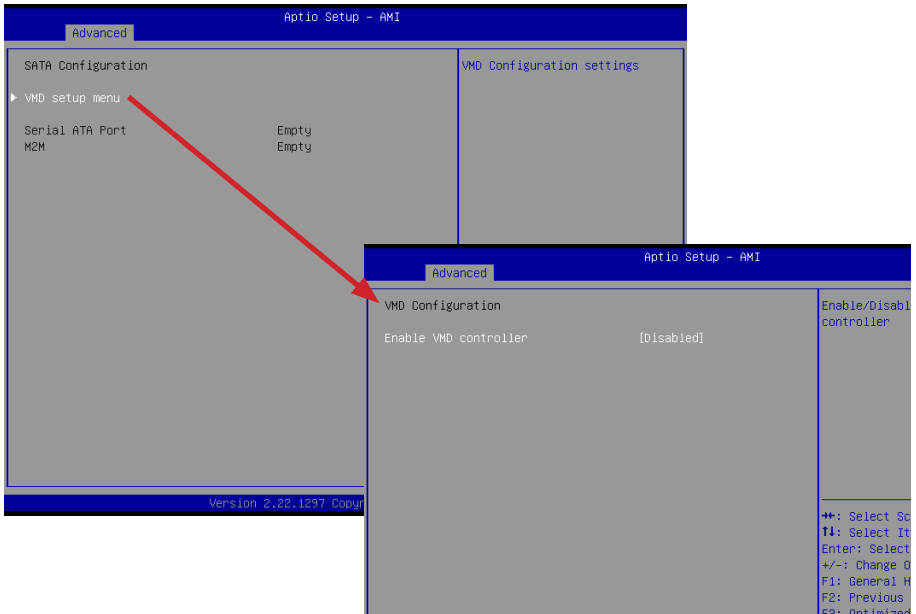 Aptio Setup – AMI
Advanced
SATA Configuration
VMD setup menu
Serial ATA Port Empty
M2M Empty
VMD Configuration settings
Version 2.22.1297
Aptio Setup – AMI
Advanced
VMD Configuration
Enable VMD controller [Disabled]
controller
: Select
: Select
Enter: Select
+/-: Change
F1: General
F2: Previous